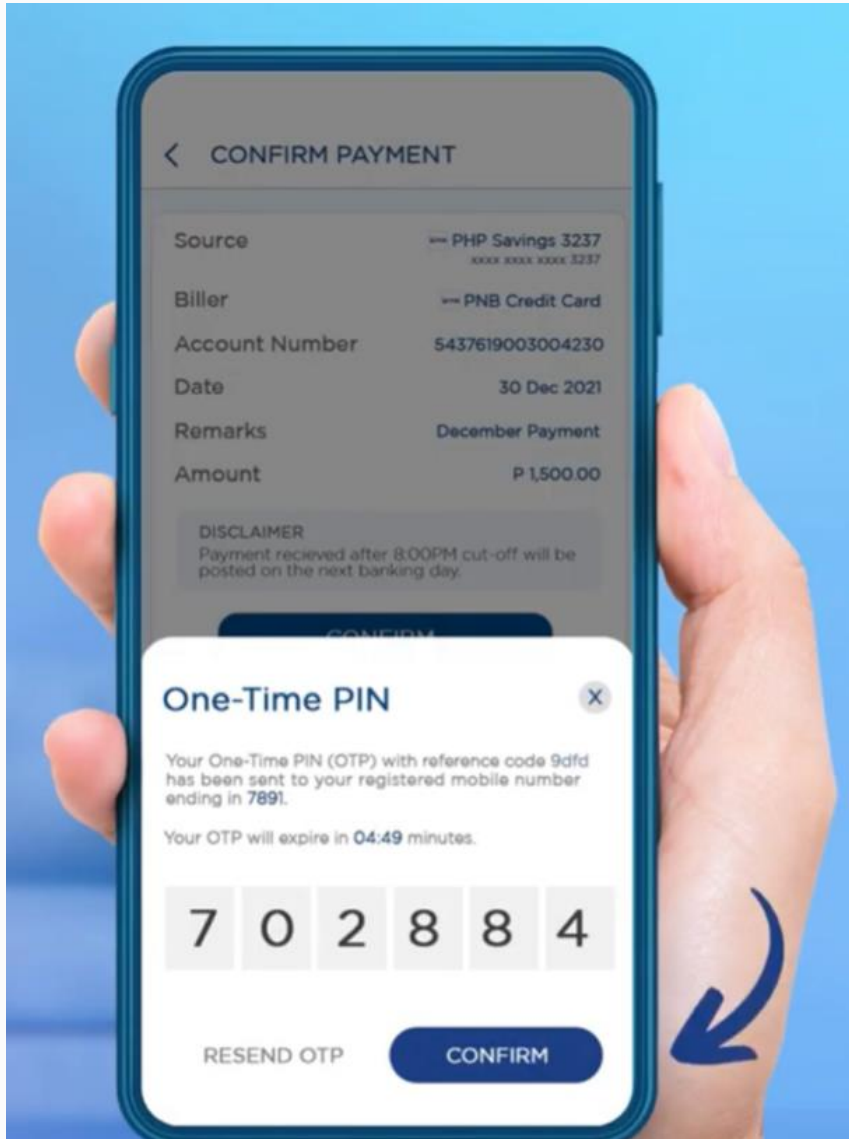 < CONFIRM PAYMENT
Source PHP Savings 3237
xxxx xxxx xxxx 3237
Biller PNB Credit Card
Account Number 5437619003004230
Date 30 Dec 2021
Remarks December Payment
Amount P 1,500.00
DISCLAIMER
Payment recieved after 8:00PM cut-off will be
posted on the next banking day.
CONFIRM
One-Time PIN X
Your One-Time PIN (OTP) with reference code 9dfd
has been sent to your registered mobile number
ending in 7891.
Your OTP will expire in 04:49 minutes.
7 0 2 8 8 4
RESEND OTP CONFIRM